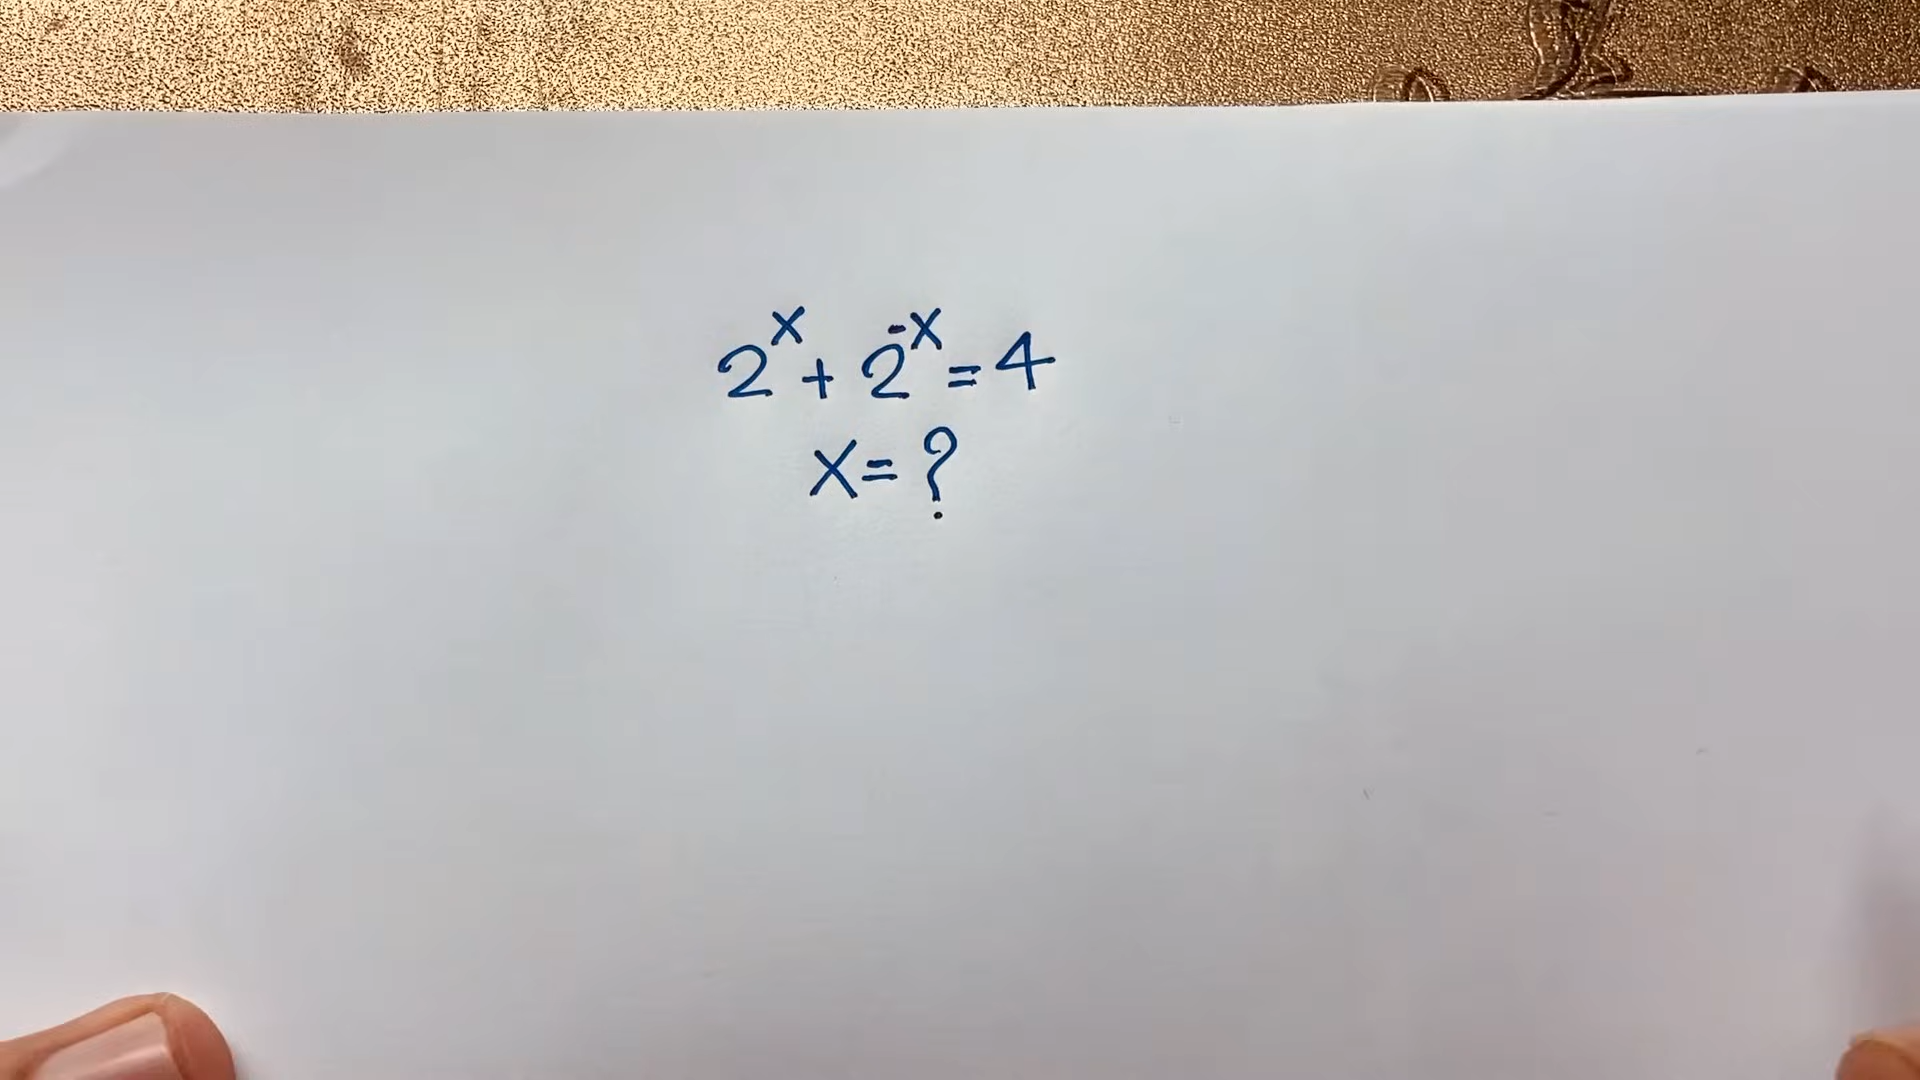 2^x + 2^-x = 4
x = ?